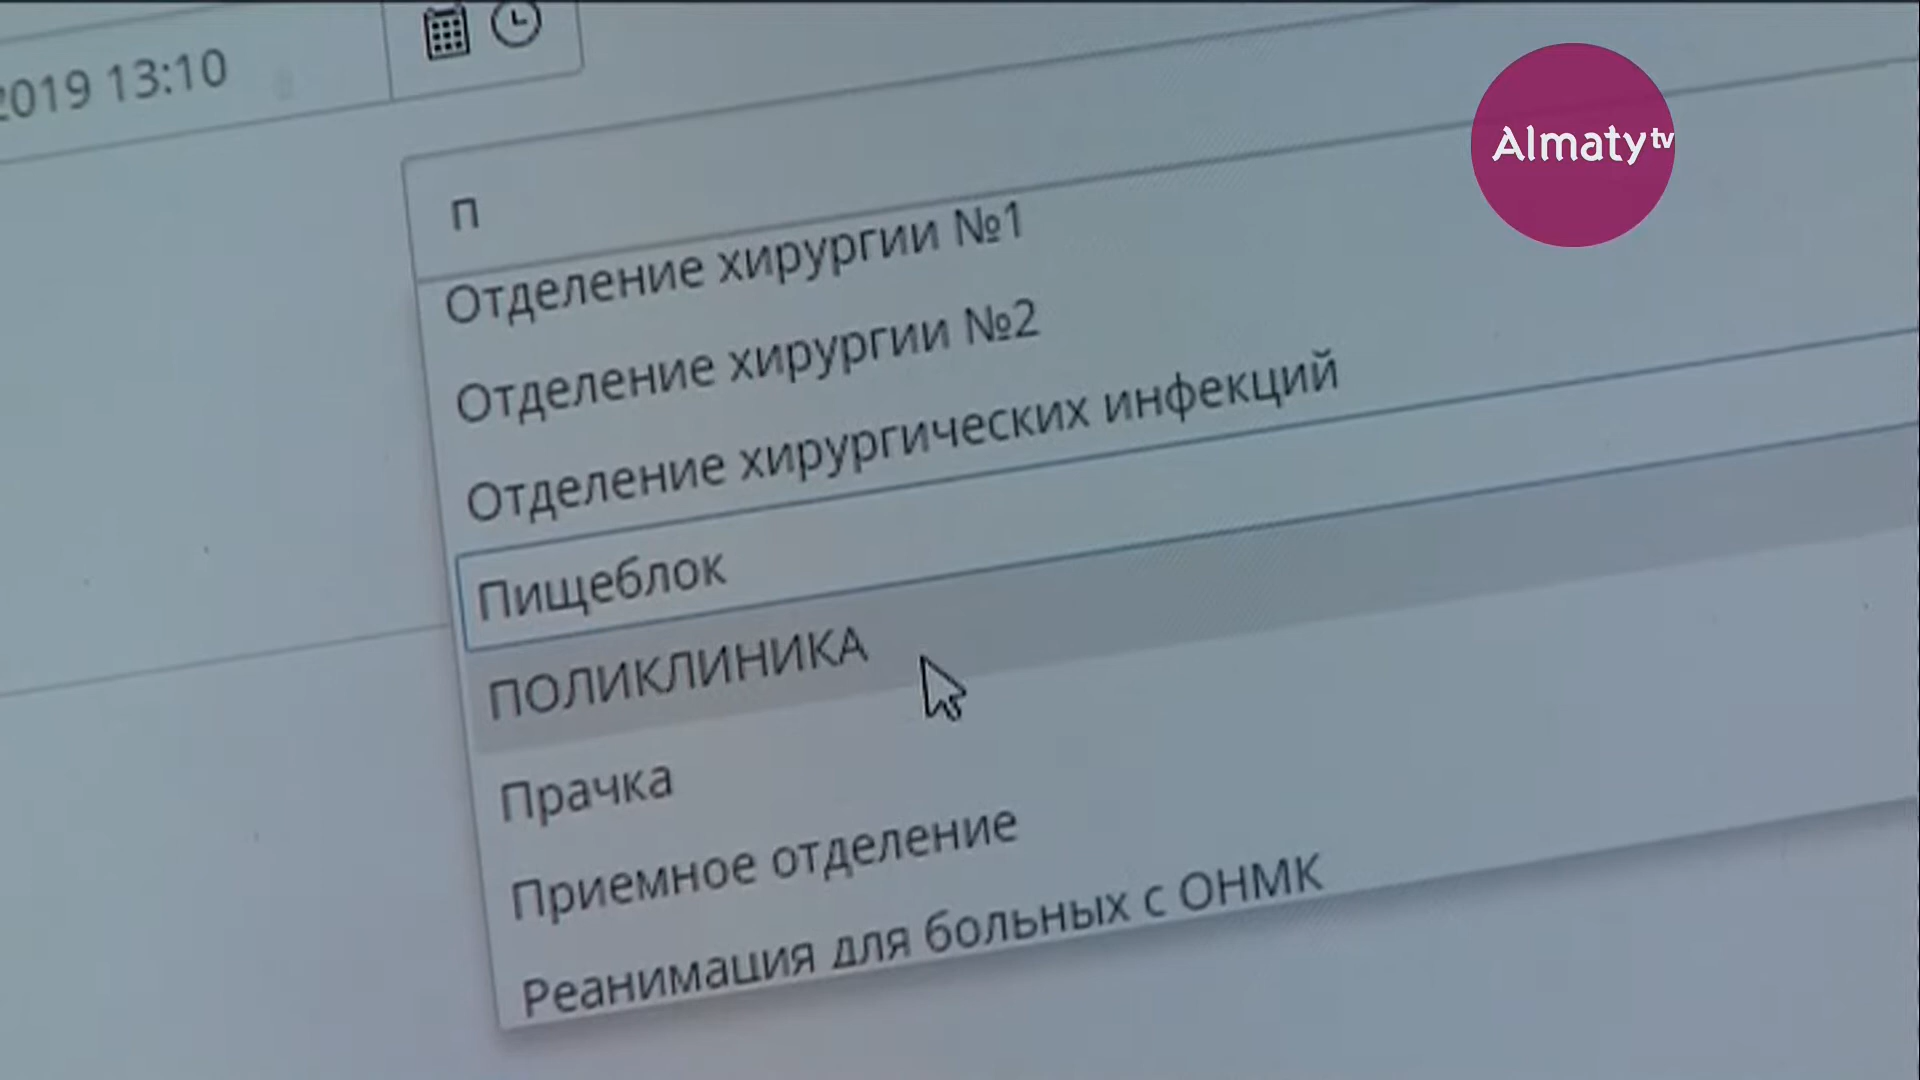 2019 13:10
Almaty tv
п
Отделение хирургии №1
Отделение хирургии №2
Отделение хирургических инфекций
Пищеблок
ПОЛИКЛИНИКА
Прачка
Приемное отделение
Реанимация для больных с ОНМК